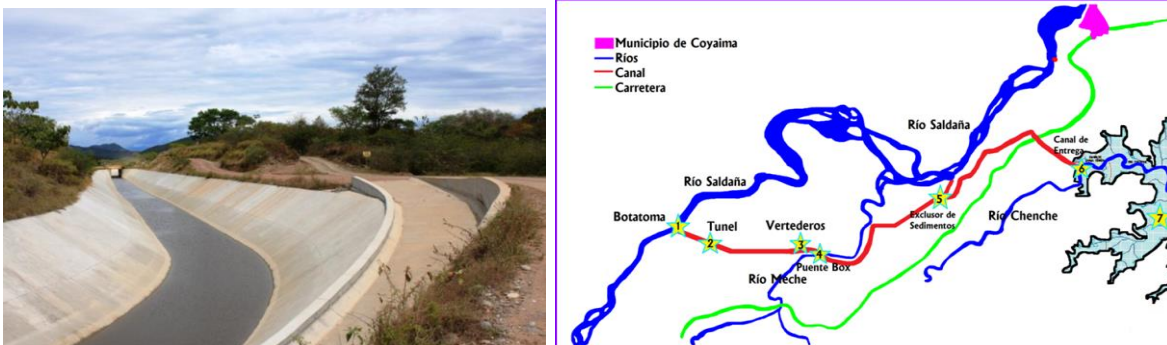 Municipio de Coyaima
Ríos
Canal
Carretera
Río Saldaña
Canal de
Entrega
Río Saldaña
6
Botatoma
Tunel
Vertederos
5
Exclusor de
Sedimentos
Río Chenche
7
1
2
3
4
Puente Box
Río Meche